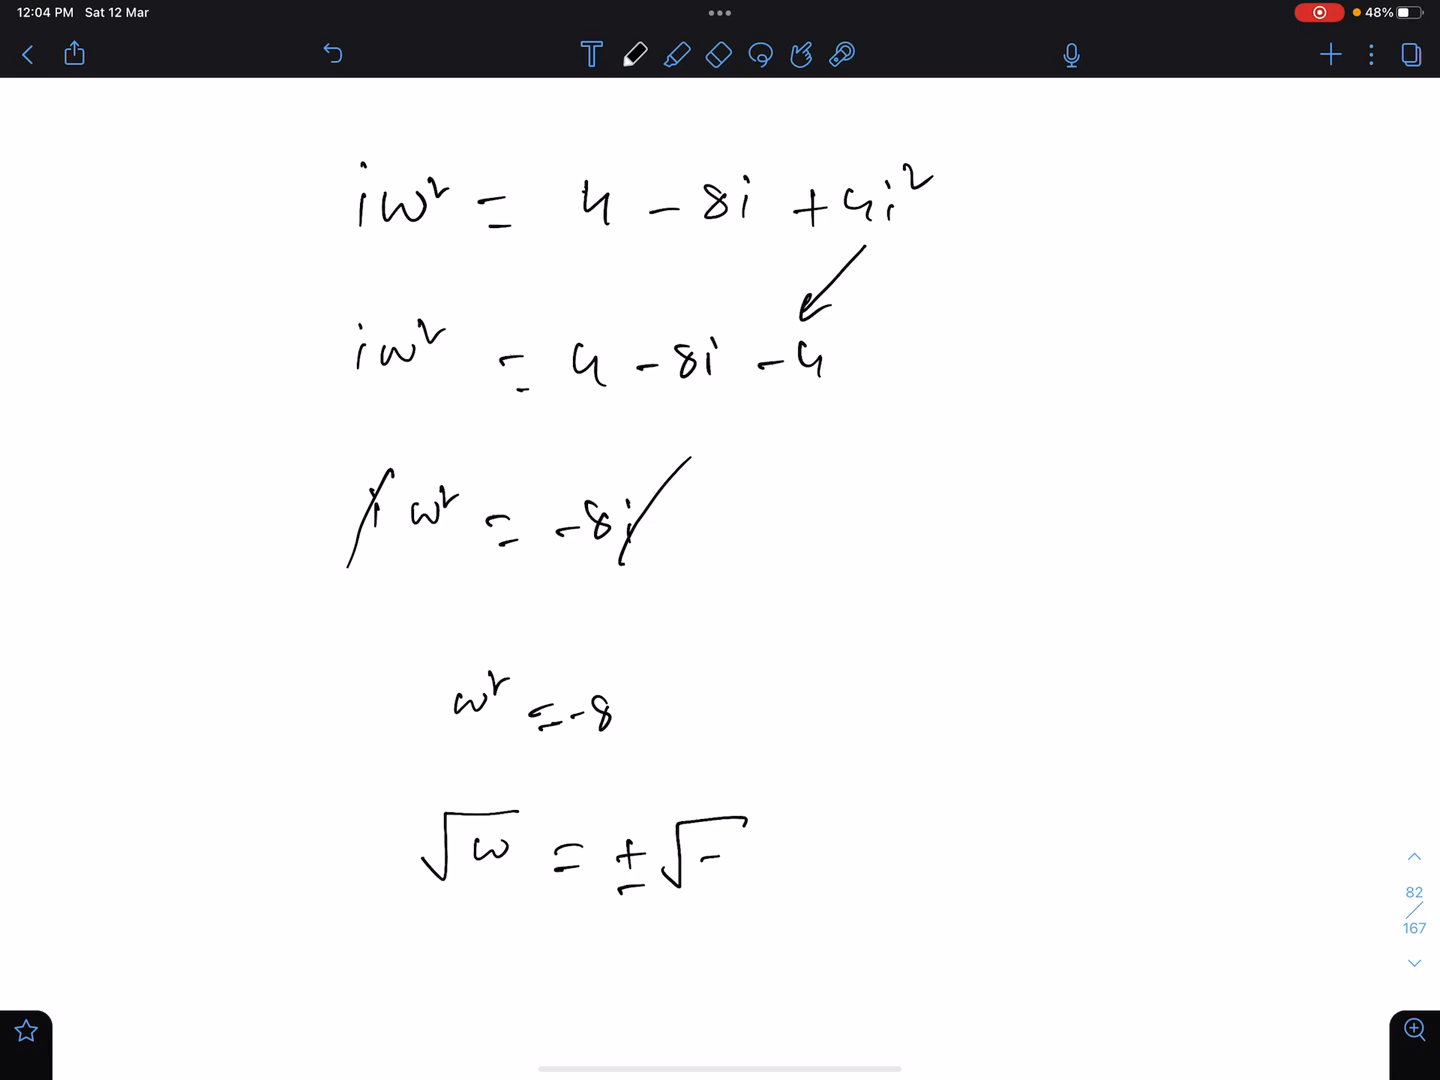 12:04 PM Sat 12 Mar
48%
T
iw² = 4 - 8i + 4i²
iw² = 4 - 8i - 4
i w² = -8i
w² = -8
√w = ± √-
82
167